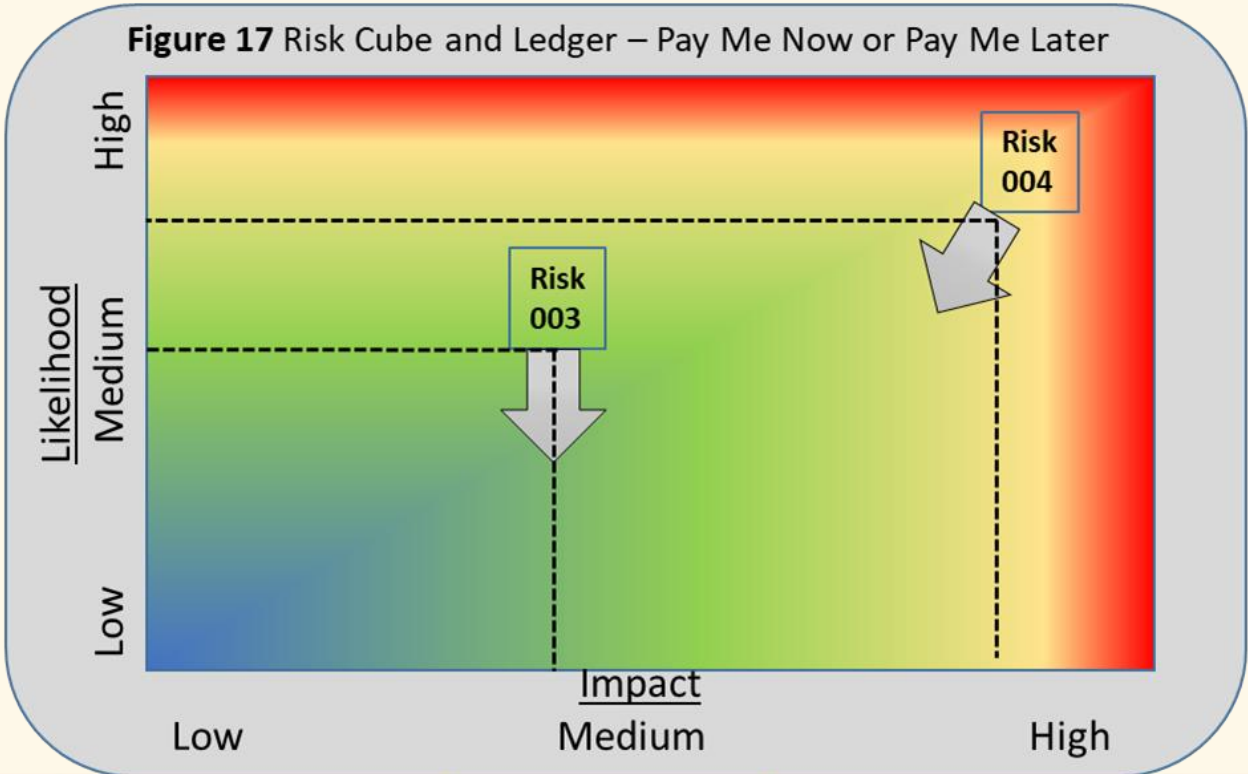 Figure 17 Risk Cube and Ledger – Pay Me Now or Pay Me Later
High
Risk
004
Risk
003
Likelihood
Medium
Low
Impact
Low Medium High